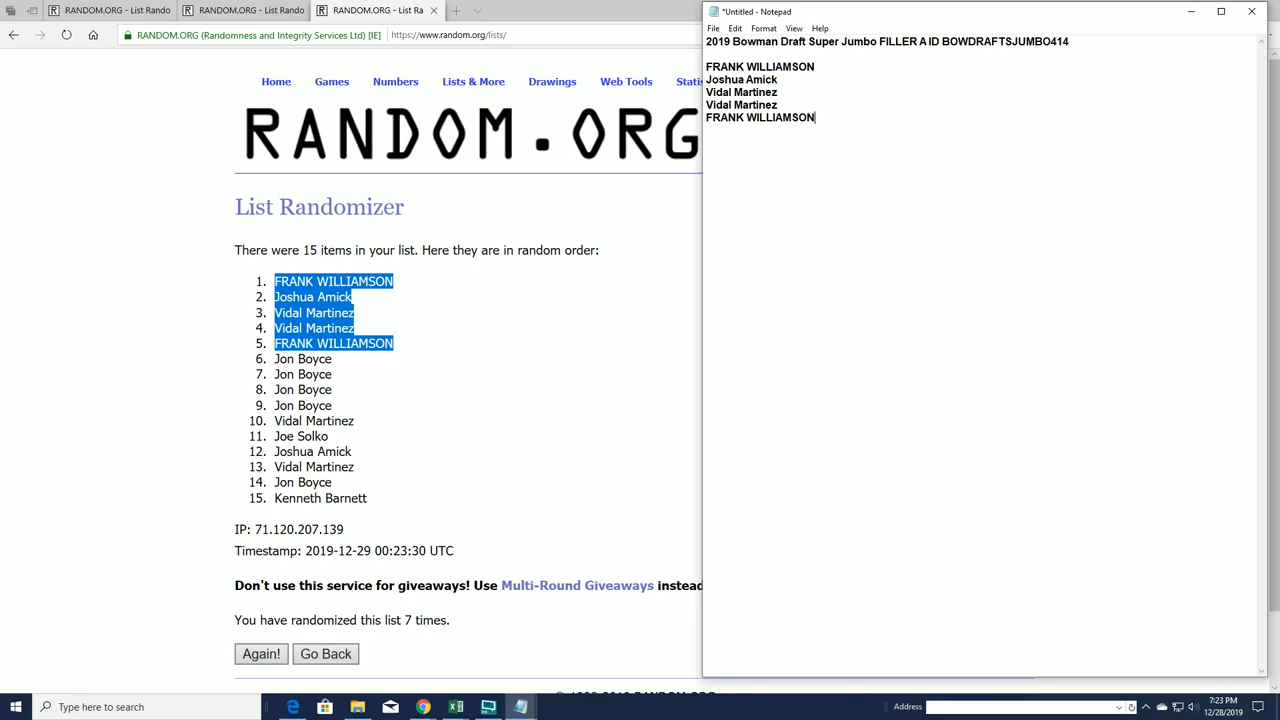 RANDOM.ORG - List Rando
RANDOM.ORG - List Rando
RANDOM.ORG - List Ra
*Untitled - Notepad
RANDOM.ORG (Randomness and Integrity Services Ltd) [IE]
https://www.random.org/lists/
File Edit Format View Help
2019 Bowman Draft Super Jumbo FILLER A ID BOWDRAFTSJUMBO414
FRANK WILLIAMSON
Joshua Amick
Vidal Martinez
Vidal Martinez
FRANK WILLIAMSON
Home Games Numbers Lists & More Drawings Web Tools Statis
RANDOM.ORG
List Randomizer
There were 15 items in your list. Here they are in random order:
1. FRANK WILLIAMSON
2. Joshua Amick
3. Vidal Martinez
4. Vidal Martinez
5. FRANK WILLIAMSON
6. Jon Boyce
7. Jon Boyce
8. Jon Boyce
9. Jon Boyce
10. Vidal Martinez
11. Joe Solko
12. Joshua Amick
13. Vidal Martinez
14. Jon Boyce
15. Kenneth Barnett
IP: 71.120.207.139
Timestamp: 2019-12-29 00:23:30 UTC
Don't use this service for giveaways! Use Multi-Round Giveaways instead
You have randomized this list 7 times.
Again! Go Back
Type here to search
Address
7:23 PM
12/28/2019